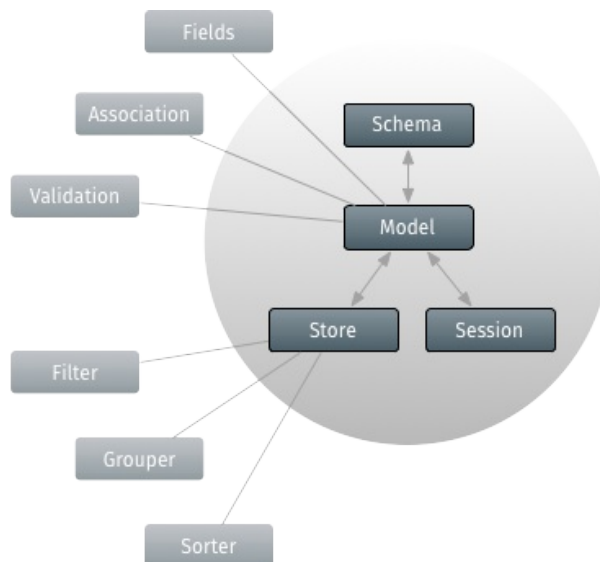 Fields
Association
Schema
Validation
Model
Store
Session
Filter
Grouper
Sorter